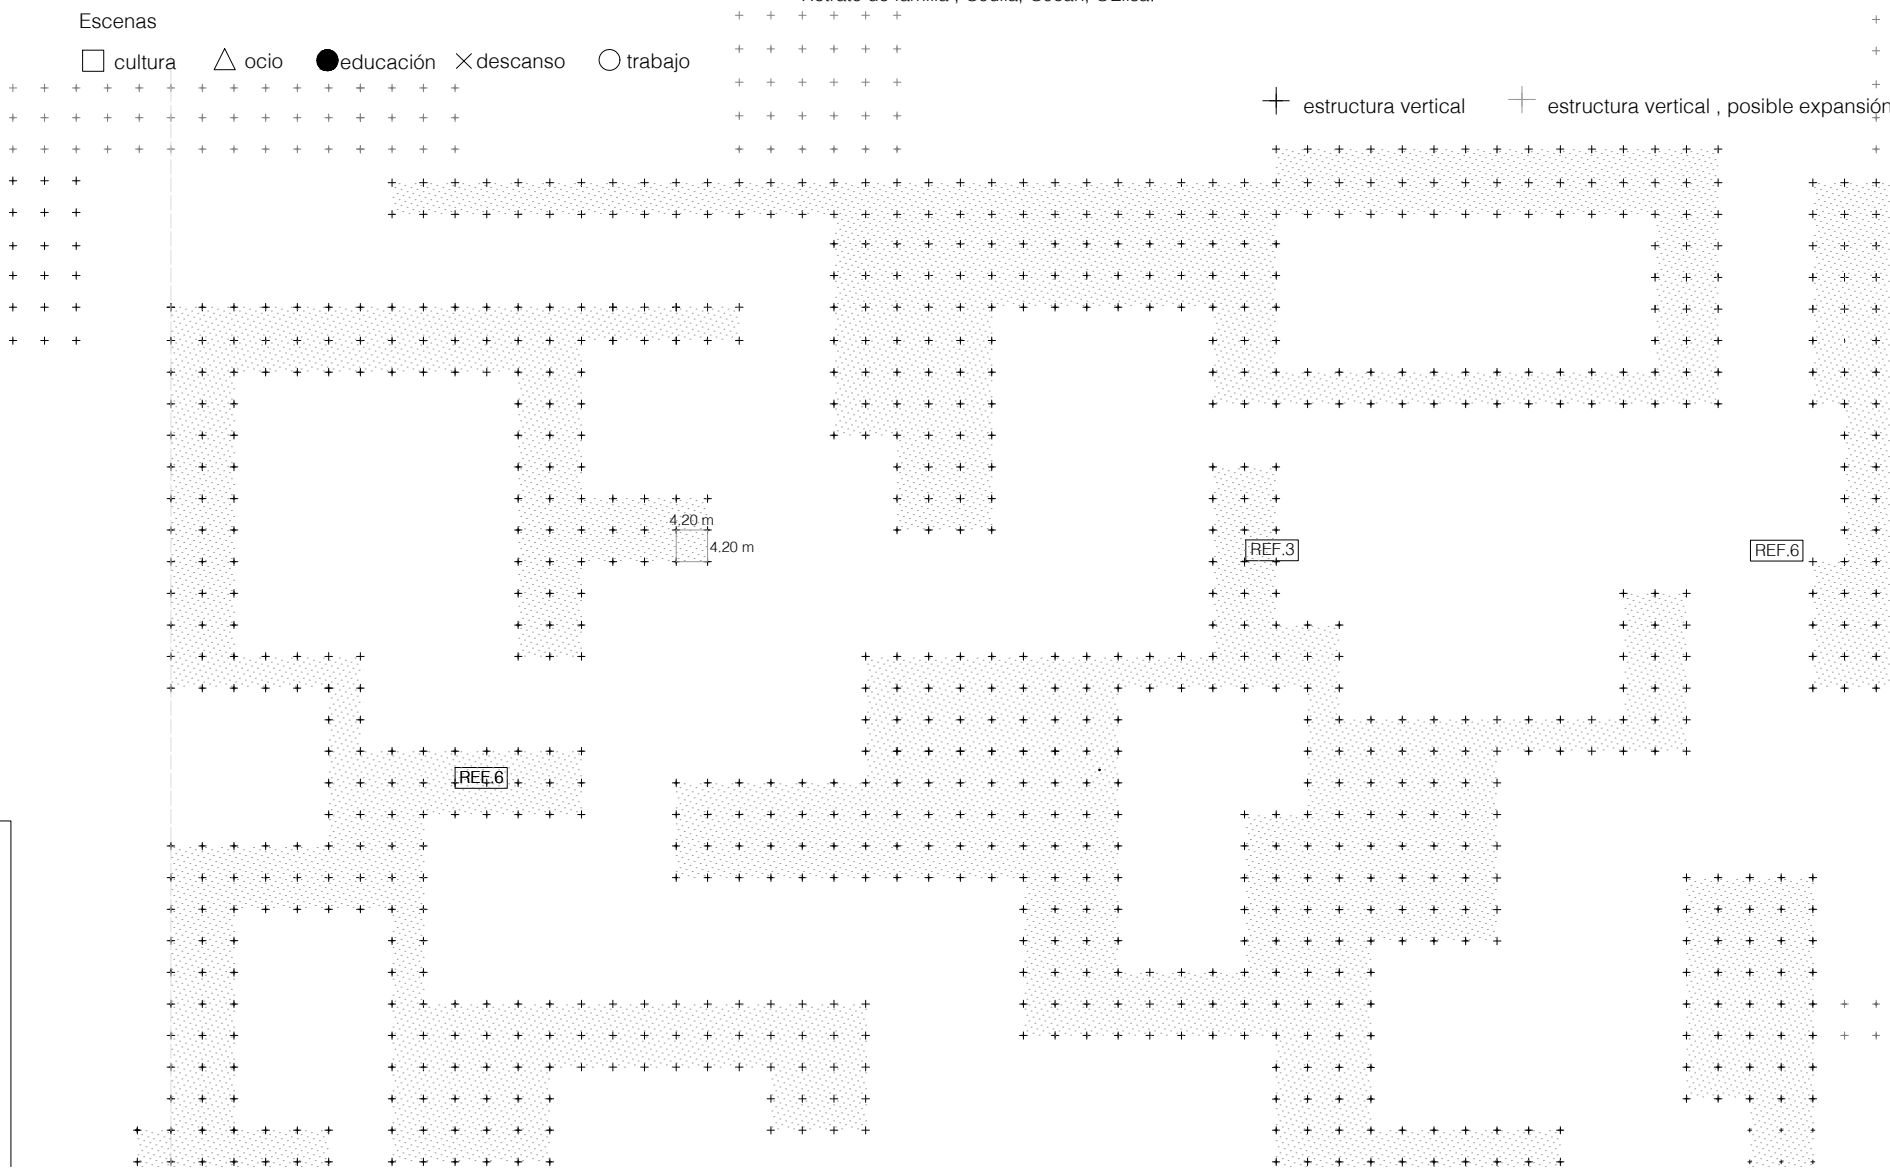 Escenas
cultura
ocio
educación
descanso
trabajo
estructura vertical
estructura vertical , posible expansión
4.20 m
4.20 m
REF.3
REF.6
REF.6